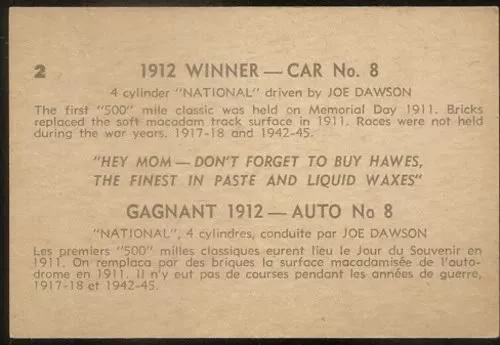 2
1912 WINNER — CAR No. 8
4 cylinder "NATIONAL" driven by JOE DAWSON
The first "500" mile classic was held on Memorial Day 1911. Bricks
replaced the soft macadam track surface in 1911. Races were not held
during the war years. 1917-18 and 1942-45.
"HEY MOM — DON'T FORGET TO BUY HAWES,
THE FINEST IN PASTE AND LIQUID WAXES"
GAGNANT 1912 — AUTO No 8
"NATIONAL", 4 cylindres, conduite par JOE DAWSON
Les premiers "500" milles classiques eurent lieu le Jour du Souvenir en
1911. On remplaca par des briques la surface macadamisée de l'auto-
drome en 1911. Il n'y eut pas de courses pendant les années de guerre,
1917-18 et 1942-45.